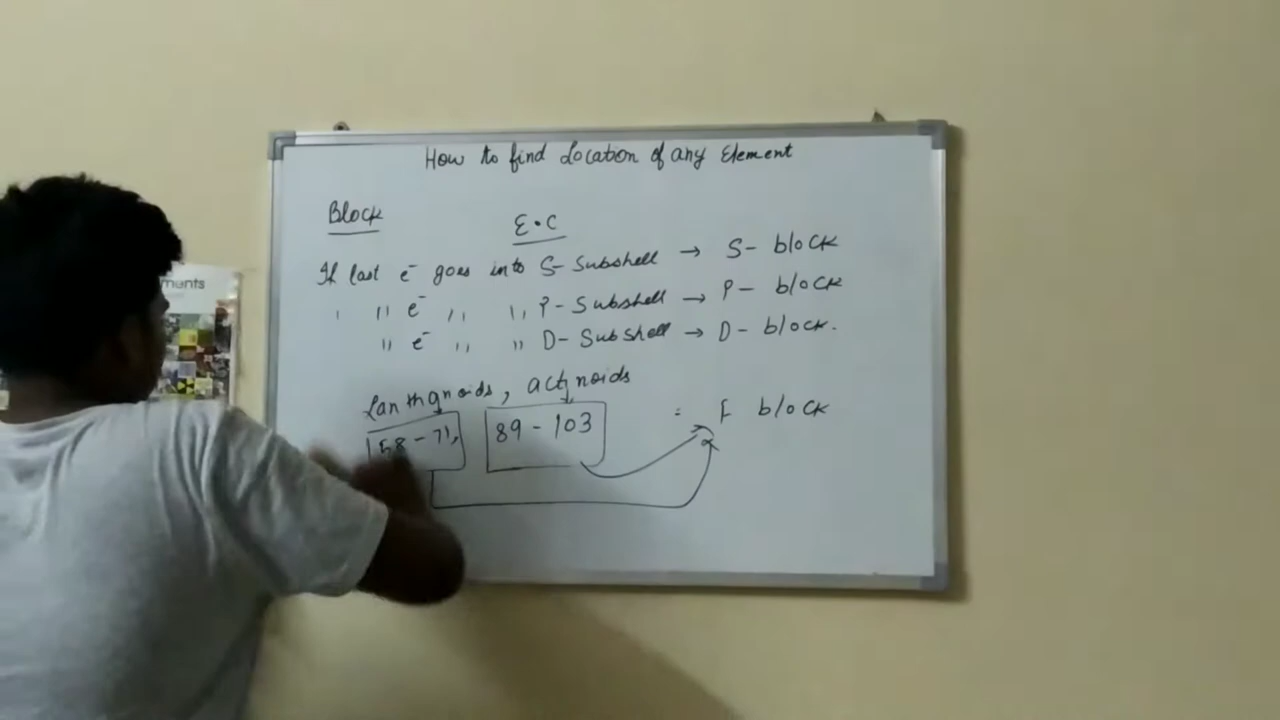 How to find Location of any Element
Block
E.C
If last e⁻ goes into S- Subshell → S- block
' '' e⁻ '' '' P- Subshell → P- block
'' e⁻ '' '' D- Subshell → D- block.
Lanthanoids, actinoids
58-71, 89-103 = F block
ments